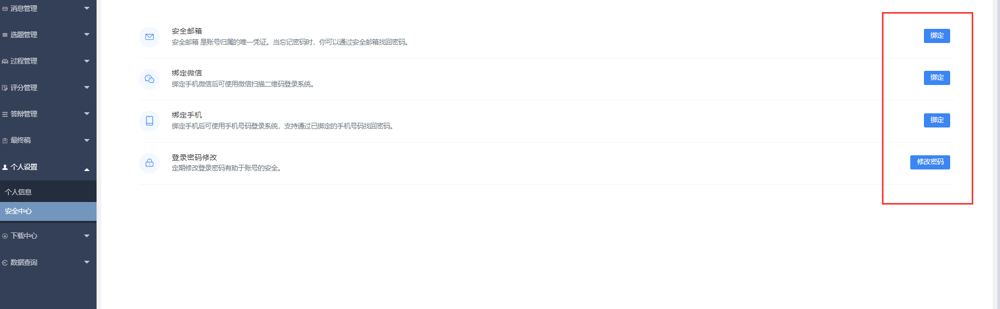 消息管理
选题管理
过程管理
评分管理
答辩管理
最终稿
个人设置
个人信息
安全中心
下载中心
数据查询
安全邮箱
安全邮箱 是账号归属的唯一凭证。当忘记密码时，你可以通过安全邮箱找回密码。
绑定
绑定微信
绑定手机微信后可使用微信扫描二维码登录系统。
绑定
绑定手机
绑定手机后可使用手机号码登录系统，支持通过已绑定的手机号码找回密码。
绑定
登录密码修改
定期修改登录密码有助于账号的安全。
修改密码